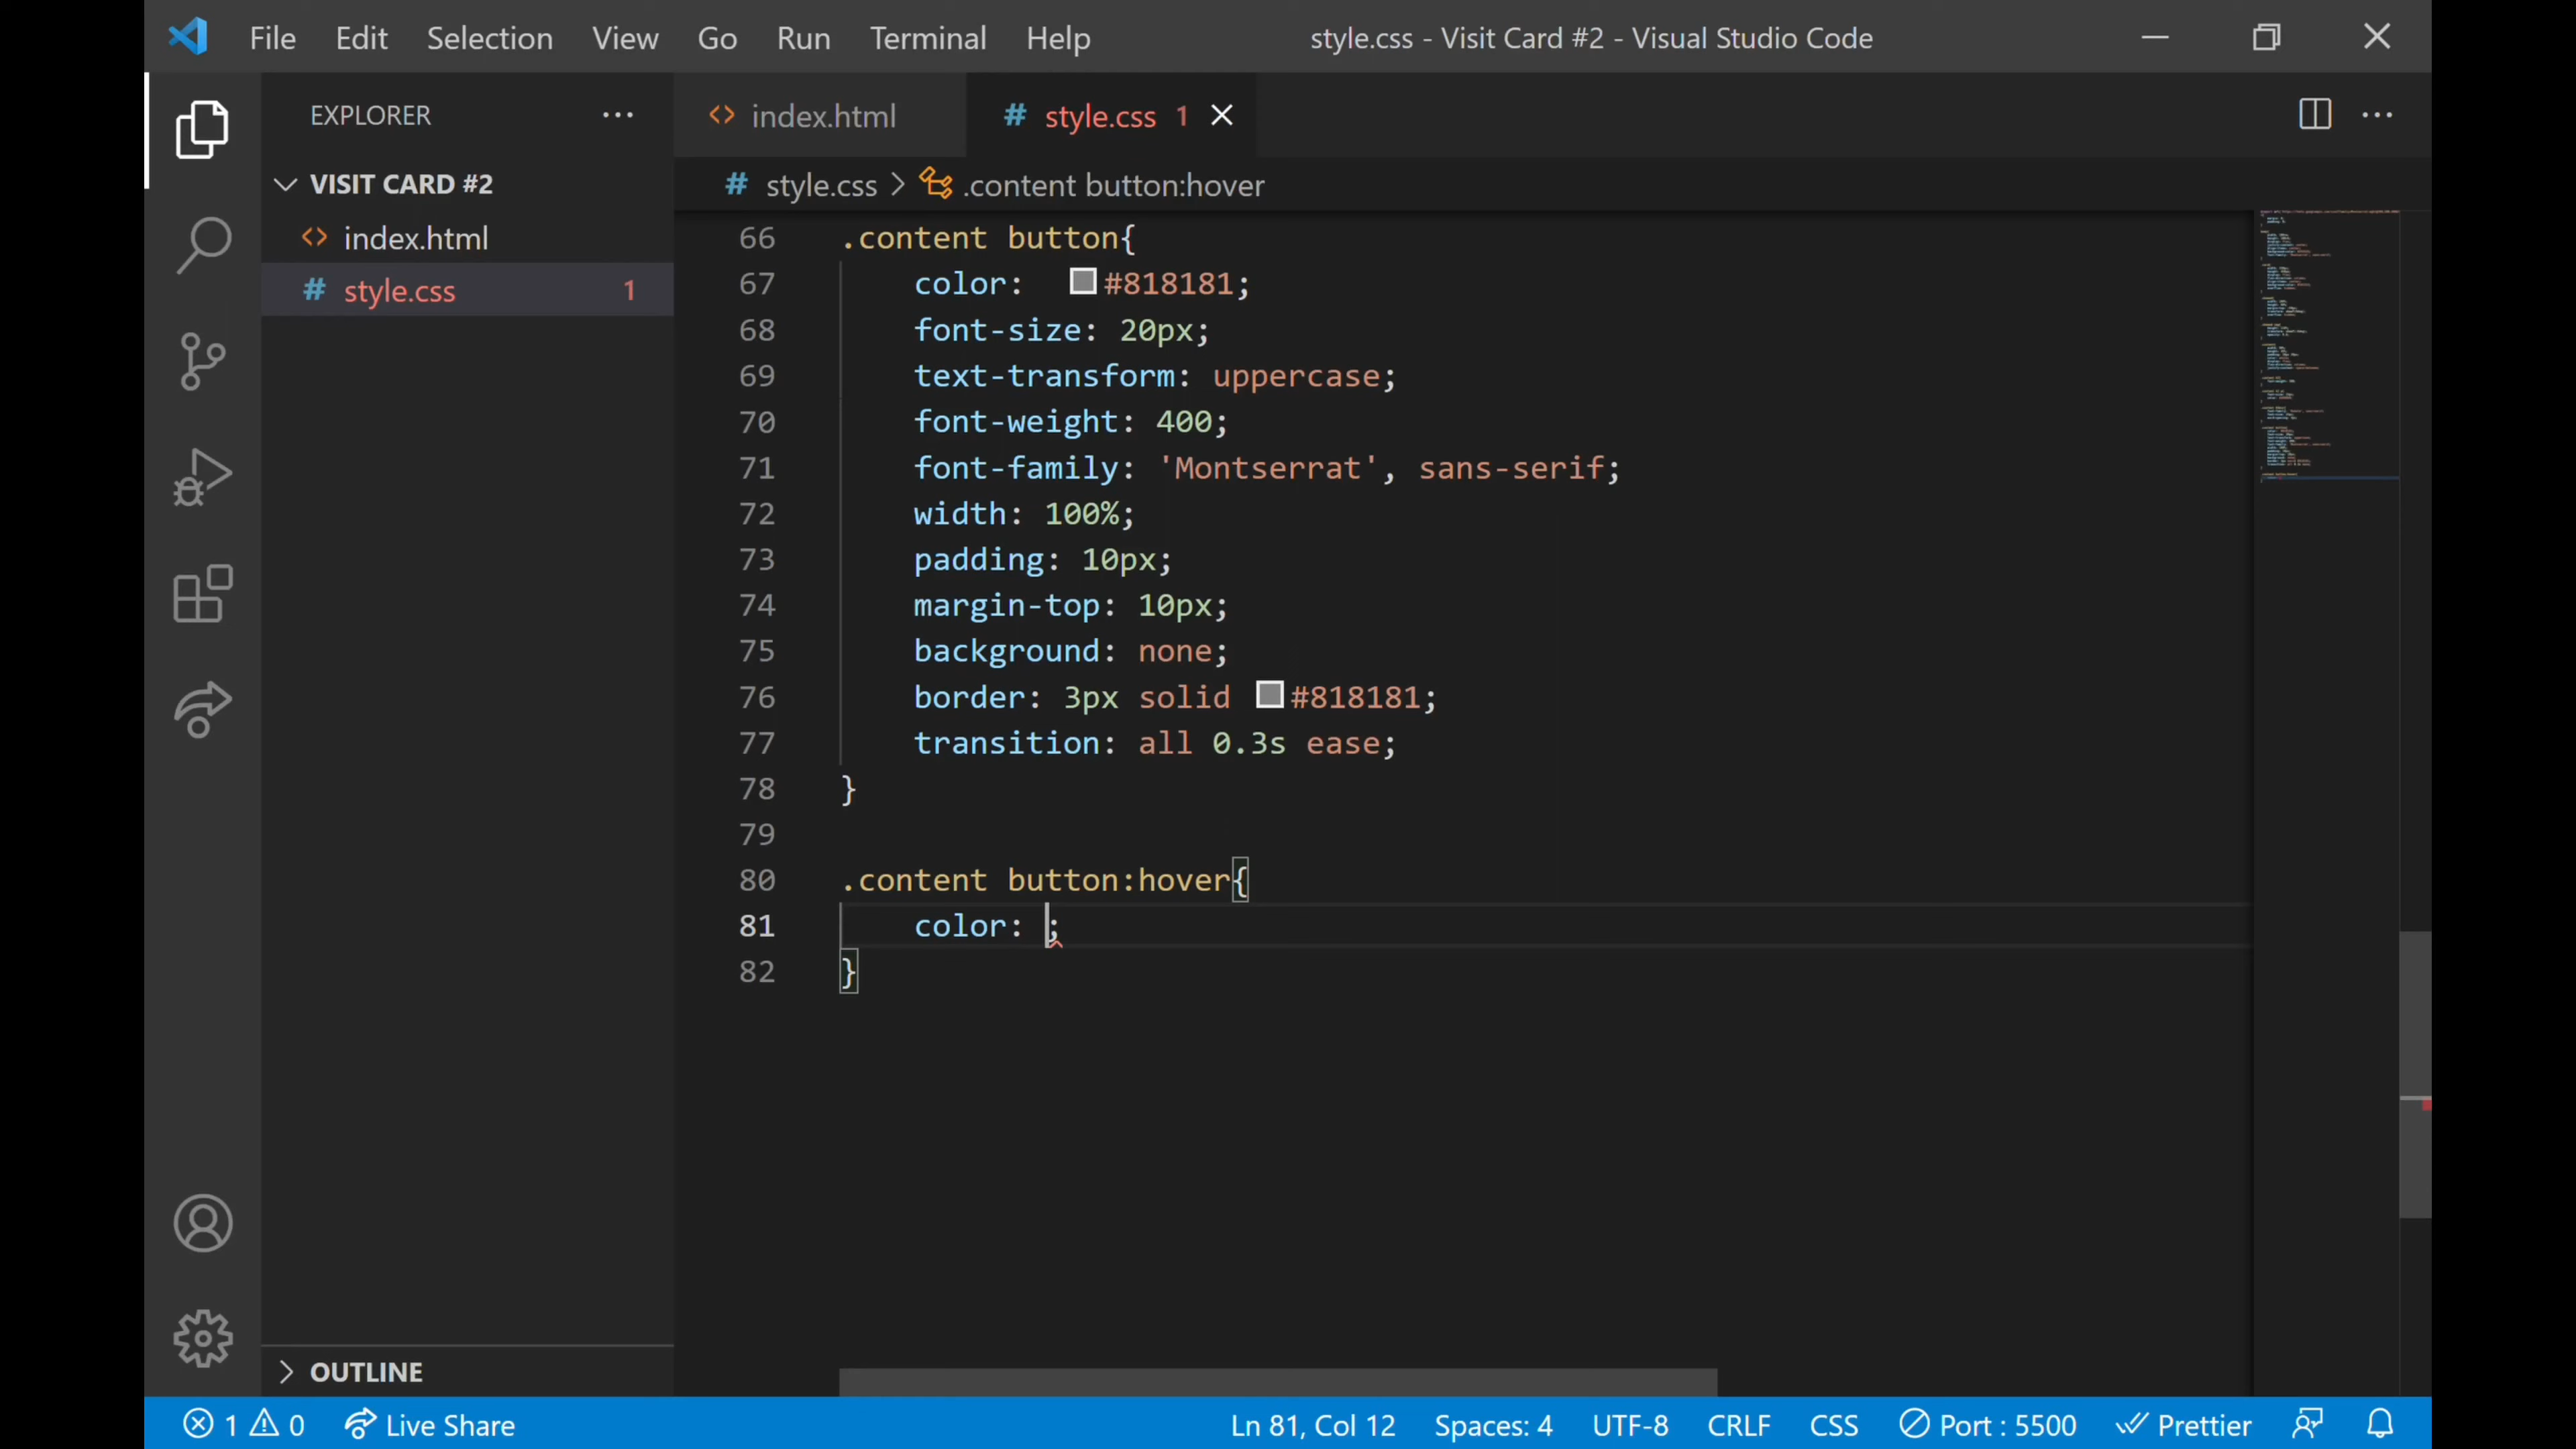 File Edit Selection View Go Run Terminal Help style.css - Visit Card #2 - Visual Studio Code
EXPLORER
VISIT CARD #2
index.html
style.css 1
OUTLINE
index.html
style.css 1
style.css > .content button:hover
66 .content button{
67 color: #818181;
68 font-size: 20px;
69 text-transform: uppercase;
70 font-weight: 400;
71 font-family: 'Montserrat', sans-serif;
72 width: 100%;
73 padding: 10px;
74 margin-top: 10px;
75 background: none;
76 border: 3px solid #818181;
77 transition: all 0.3s ease;
78 }
79
80 .content button:hover{
81 color: ;
82 }
1 0 Live Share Ln 81, Col 12 Spaces: 4 UTF-8 CRLF CSS Port : 5500 Prettier